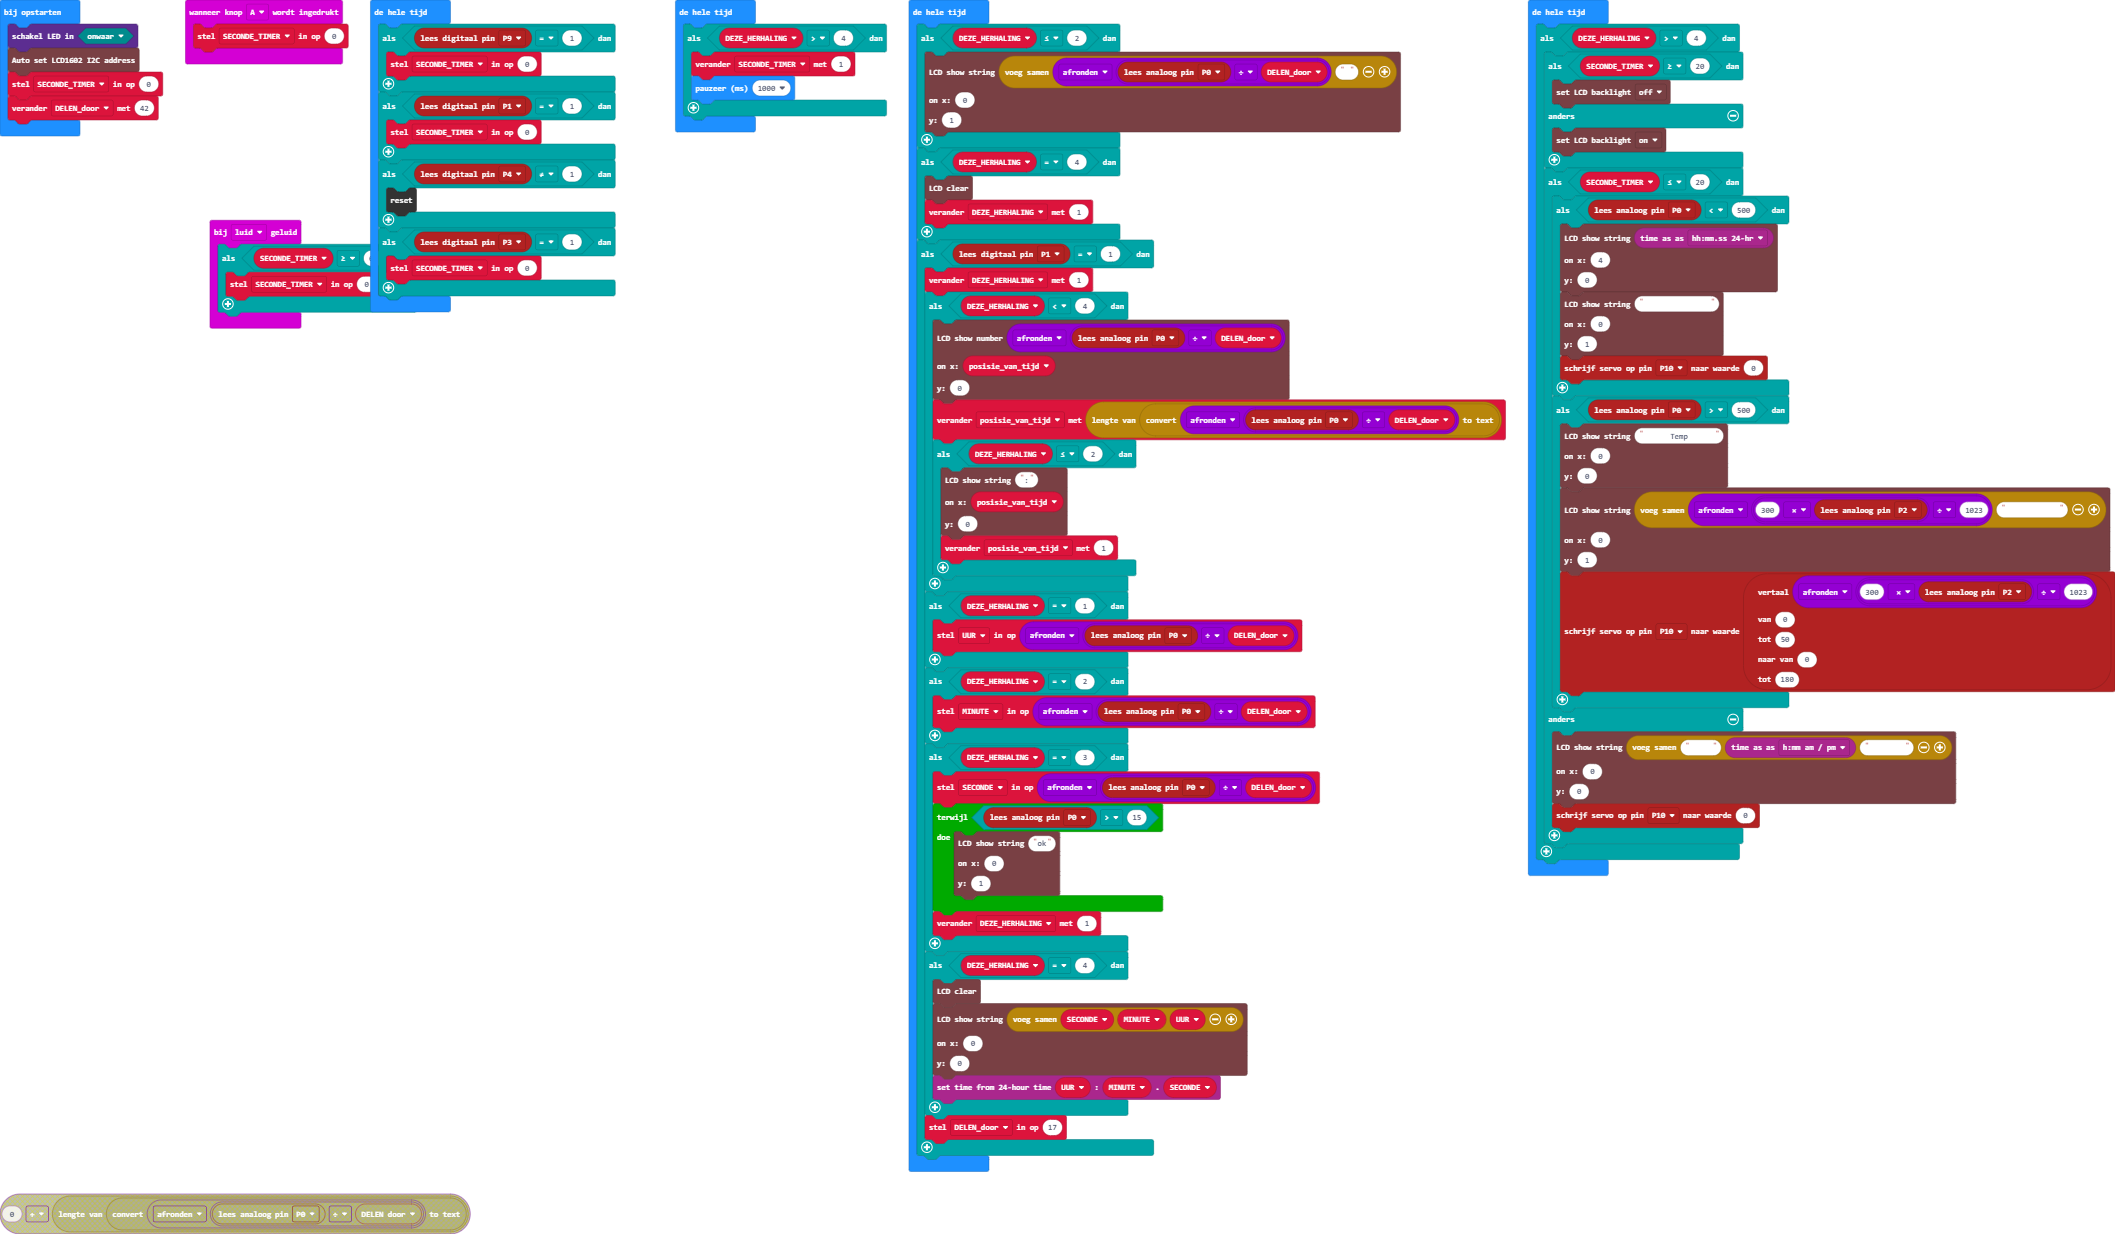 bij opstarten
schakel LED in onwaar
Auto set LCD1602 I2C address
stel SECONDE_TIMER in op 0
verander DELEN_door met 42
wanneer knop A wordt ingedrukt
stel SECONDE_TIMER in op 0
bij luid geluid
als SECONDE_TIMER ≥
stel SECONDE_TIMER in op 0
de hele tijd
als lees digitaal pin P9 = 1 dan
stel SECONDE_TIMER in op 0
als lees digitaal pin P1 = 1 dan
stel SECONDE_TIMER in op 0
als lees digitaal pin P4 ≠ 1 dan
reset
als lees digitaal pin P3 = 1 dan
stel SECONDE_TIMER in op 0
de hele tijd
als DEZE_HERHALING > 4 dan
verander SECONDE_TIMER met 1
pauzeer (ms) 1000
de hele tijd
als DEZE_HERHALING ≤ 2 dan
LCD show string voeg samen afronden lees analoog pin P0 ÷ DELEN_door " "
on x: 0
y: 1
als DEZE_HERHALING = 4 dan
LCD clear
verander DEZE_HERHALING met 1
als lees digitaal pin P1 = 1 dan
verander DEZE_HERHALING met 1
als DEZE_HERHALING < 4 dan
LCD show number afronden lees analoog pin P0 ÷ DELEN_door
on x: posisie_van_tijd
y: 0
verander posisie_van_tijd met lengte van convert afronden lees analoog pin P0 ÷ DELEN_door to text
als DEZE_HERHALING ≤ 2 dan
LCD show string ":"
on x: posisie_van_tijd
y: 0
verander posisie_van_tijd met 1
als DEZE_HERHALING = 1 dan
stel UUR in op afronden lees analoog pin P0 ÷ DELEN_door
als DEZE_HERHALING = 2 dan
stel MINUTE in op afronden lees analoog pin P0 ÷ DELEN_door
als DEZE_HERHALING = 3 dan
stel SECONDE in op afronden lees analoog pin P0 ÷ DELEN_door
terwijl lees analoog pin P0 > 15
doe
LCD show string "ok"
on x: 0
y: 1
verander DEZE_HERHALING met 1
als DEZE_HERHALING = 4 dan
LCD clear
LCD show string voeg samen SECONDE MINUTE UUR
on x: 0
y: 0
set time from 24-hour time UUR : MINUTE . SECONDE
stel DELEN_door in op 17
de hele tijd
als DEZE_HERHALING > 4 dan
als SECONDE_TIMER ≥ 20 dan
set LCD backlight off
anders
set LCD backlight on
als SECONDE_TIMER ≤ 20 dan
als lees analoog pin P0 < 500 dan
LCD show string time as as hh:mm.ss 24-hr
on x: 4
y: 0
LCD show string " "
on x: 0
y: 1
schrijf servo op pin P10 naar waarde 0
als lees analoog pin P0 > 500 dan
LCD show string " Temp "
on x: 0
y: 0
LCD show string voeg samen afronden 300 × lees analoog pin P2 ÷ 1023 " "
on x: 0
y: 1
schrijf servo op pin P10 naar waarde vertaal afronden 300 × lees analoog pin P2 ÷ 1023
van 0
tot 50
naar van 0
tot 180
anders
LCD show string voeg samen " " time as as h:mm am / pm " "
on x: 0
y: 0
schrijf servo op pin P10 naar waarde 0
0 ÷ lengte van convert afronden lees analoog pin P0 ÷ DELEN door to text